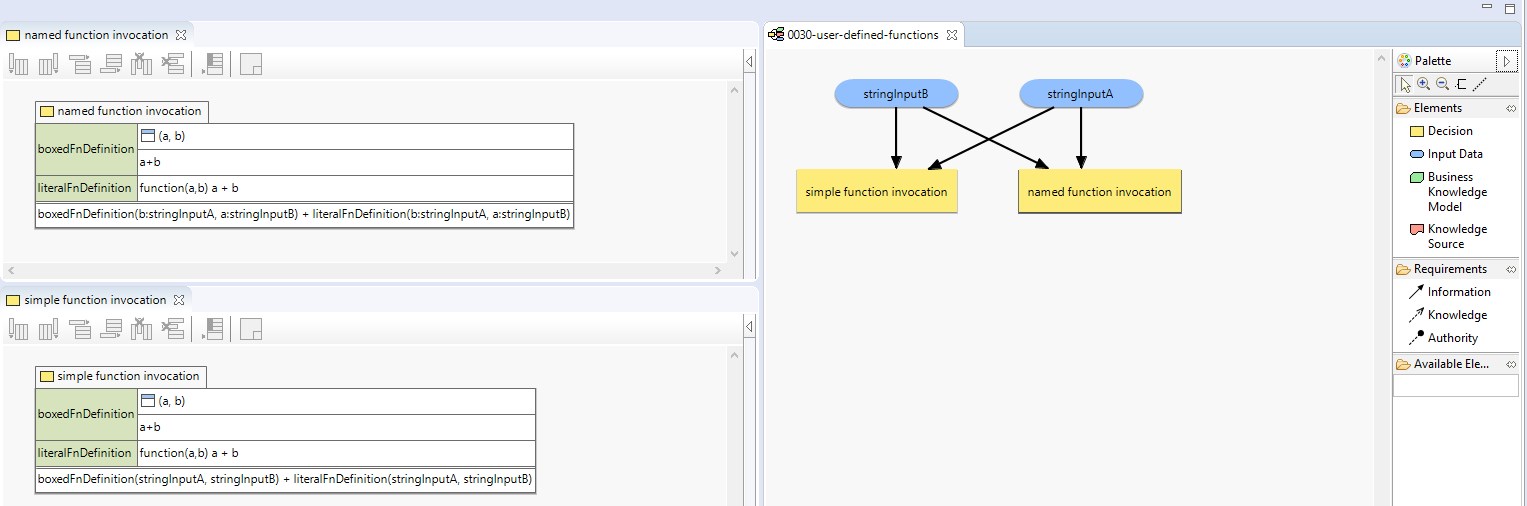 named function invocation
named function invocation
boxedFnDefinition
(a, b)
a+b
literalFnDefinition
function(a,b) a + b
boxedFnDefinition(b:stringInputA, a:stringInputB) + literalFnDefinition(b:stringInputA, a:stringInputB)
simple function invocation
simple function invocation
boxedFnDefinition
(a, b)
a+b
literalFnDefinition
function(a,b) a + b
boxedFnDefinition(stringInputA, stringInputB) + literalFnDefinition(stringInputA, stringInputB)
0030-user-defined-functions
stringInputB
stringInputA
simple function invocation
named function invocation
Palette
Elements
Decision
Input Data
Business
Knowledge
Model
Knowledge
Source
Requirements
Information
Knowledge
Authority
Available Ele...